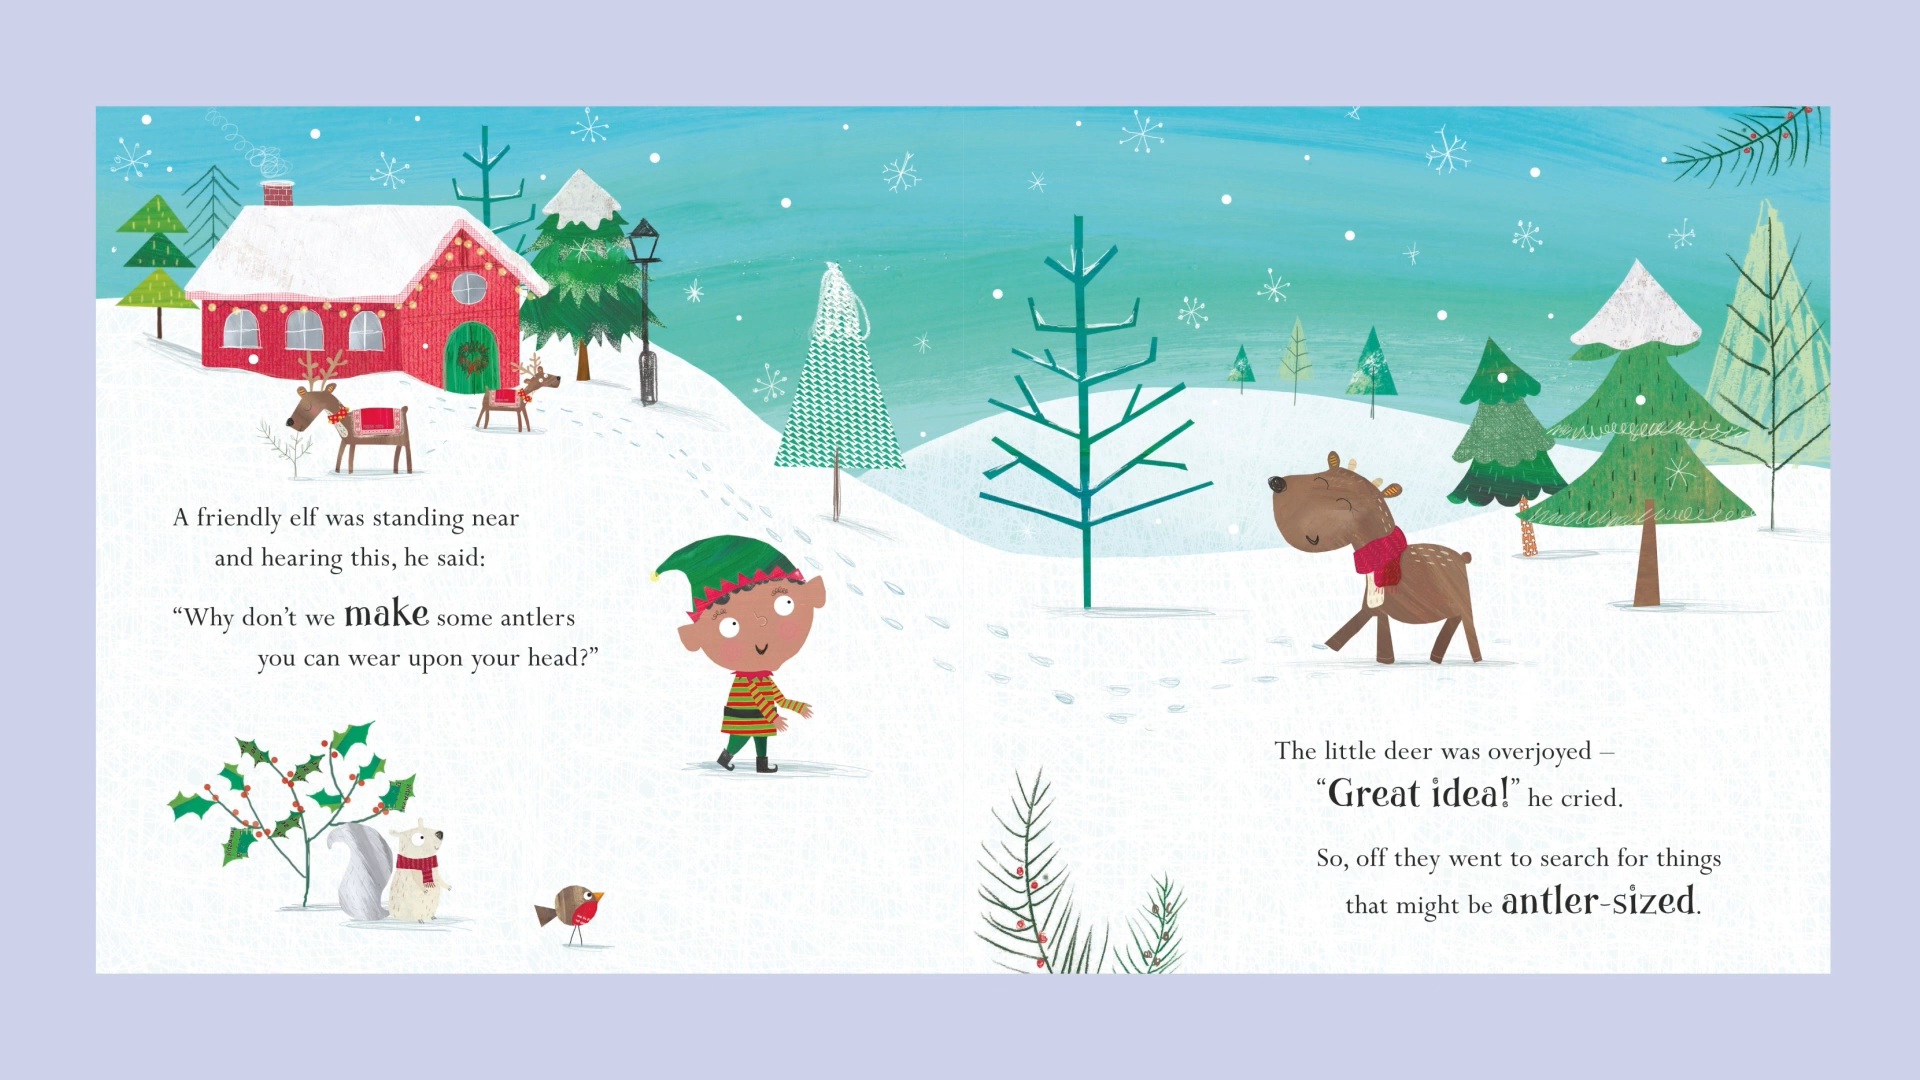 A friendly elf was standing near
and hearing this, he said:
“Why don’t we make some antlers
you can wear upon your head?”
The little deer was overjoyed –
“Great idea!” he cried.
So, off they went to search for things
that might be antler-sized.